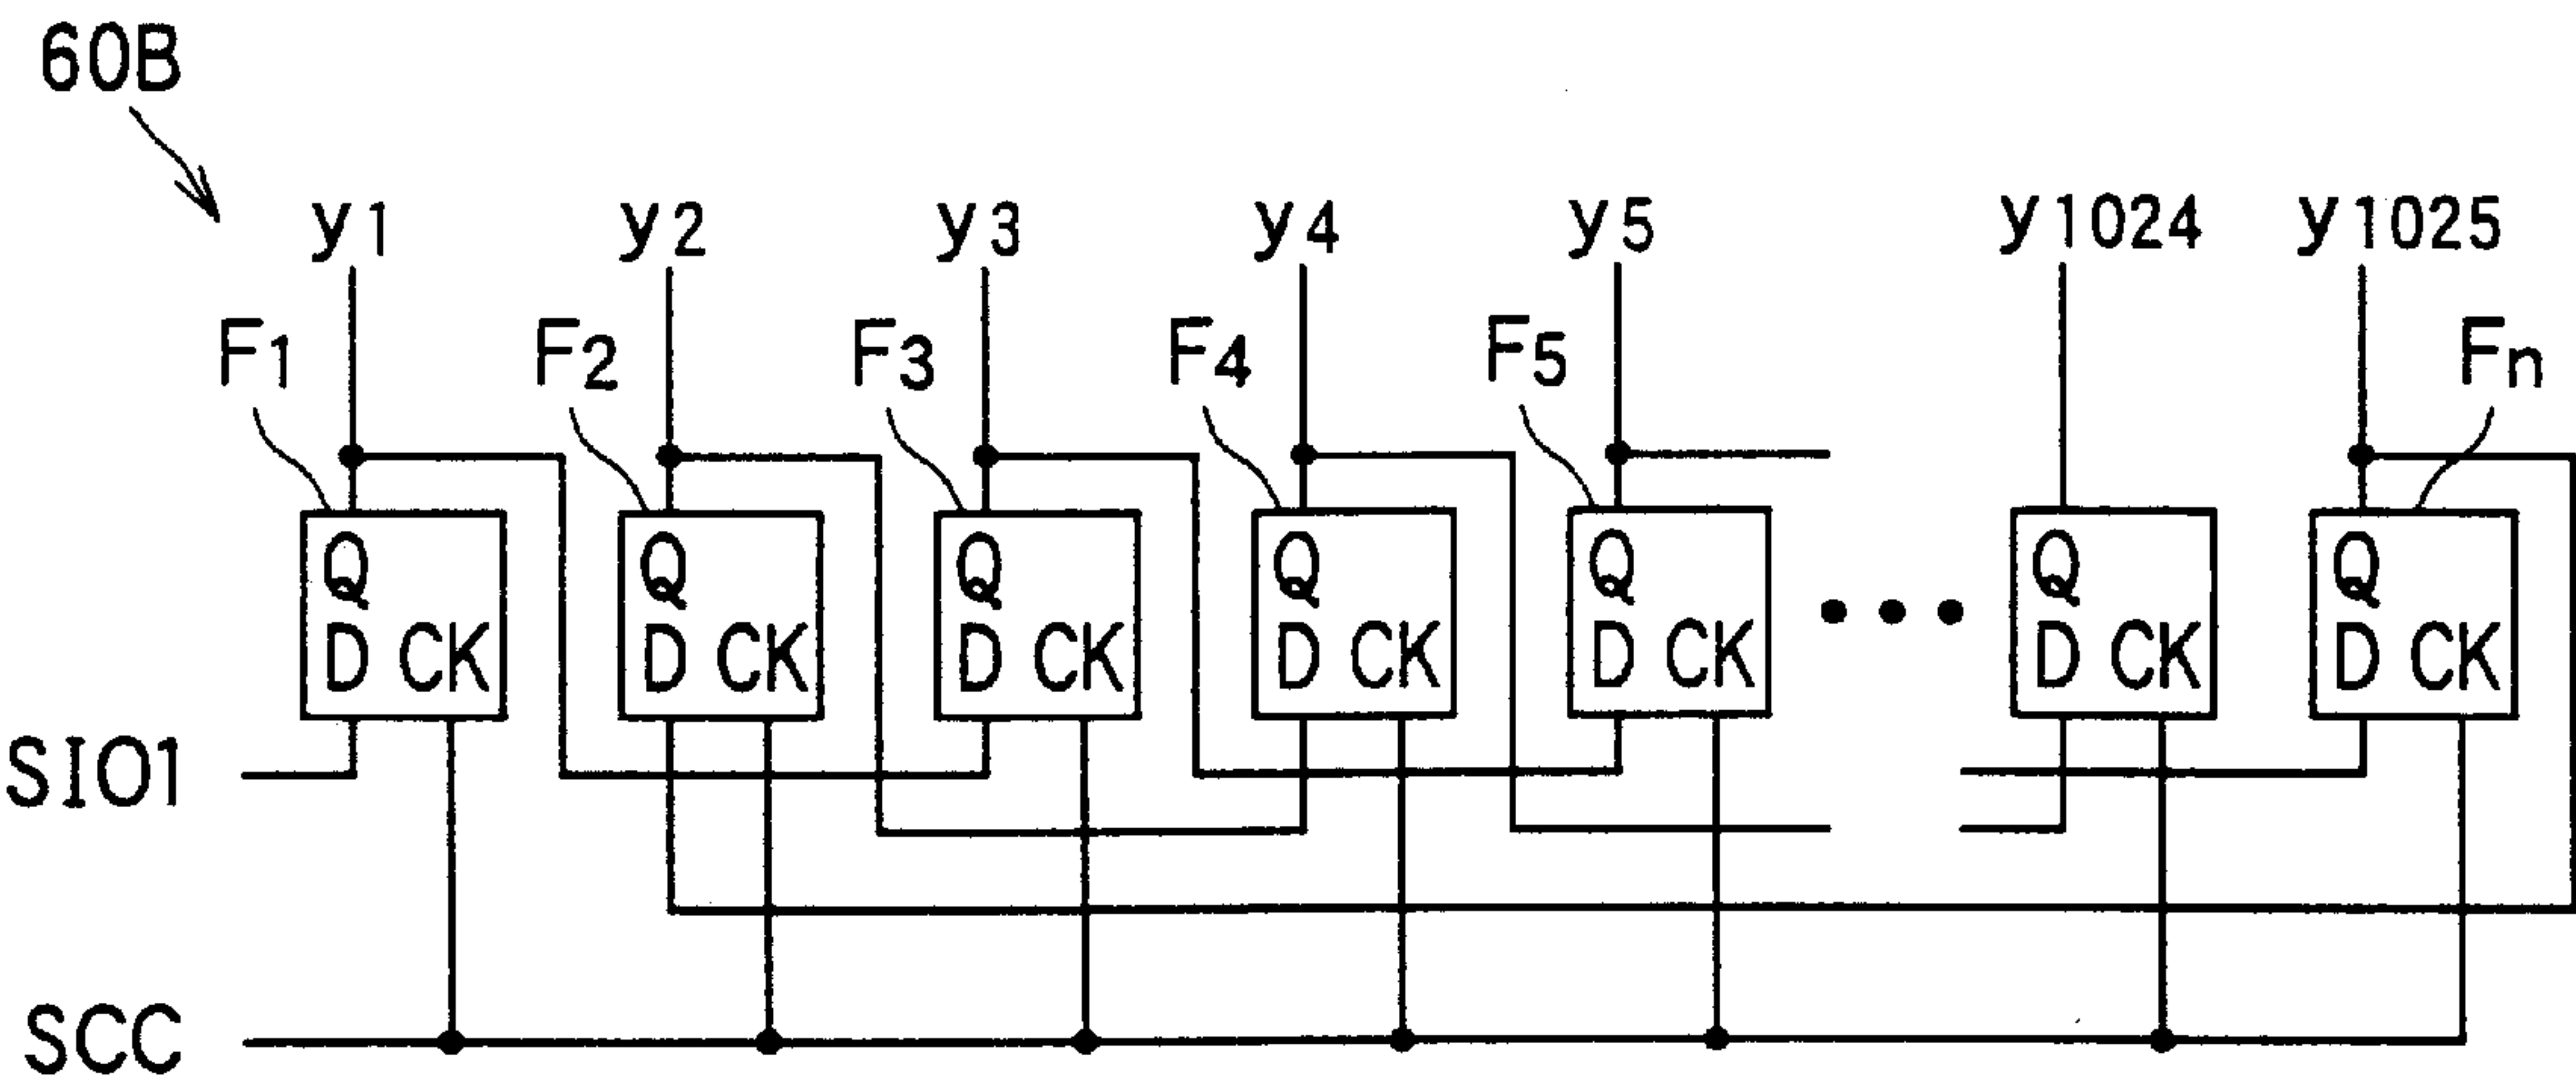 60B
y1 y2 y3 y4 y5 y1024 y1025
F1 F2 F3 F4 F5 Fn
Q Q Q Q Q Q Q
D CK D CK D CK D CK D CK D CK D CK
SIO1
SCC